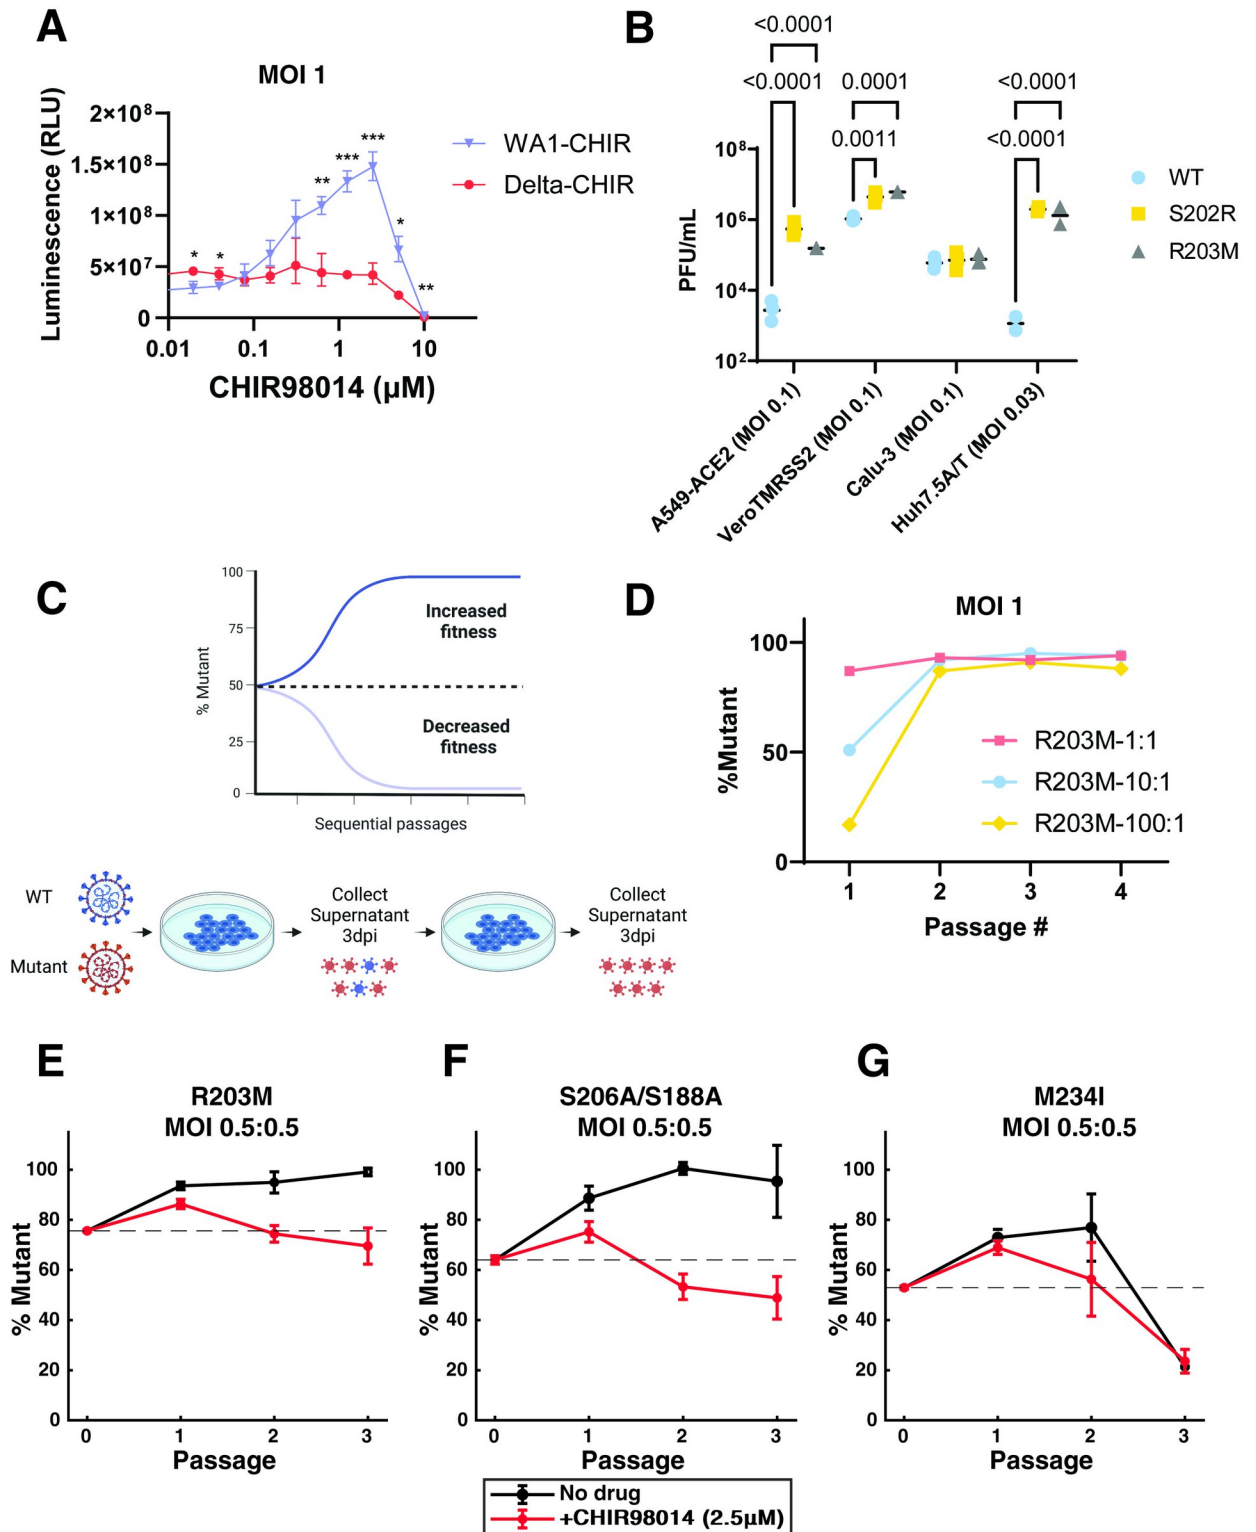 A
MOI 1
Luminescence (RLU)
2×10⁸
1.5×10⁸
1×10⁸
5×10⁷
0
* * ** *** *** * **
0.01 0.1 1 10
CHIR98014 (µM)
WA1-CHIR
Delta-CHIR
B
<0.0001
<0.0001 0.0001 <0.0001
0.0011 <0.0001
PFU/mL
10⁸
10⁶
10⁴
10²
A549-ACE2 (MOI 0.1)
VeroTMRSS2 (MOI 0.1)
Calu-3 (MOI 0.1)
Huh7.5A/T (MOI 0.03)
WT
S202R
R203M
C
% Mutant
100
75
50
25
0
Increased
fitness
Decreased
fitness
Sequential passages
WT
Mutant
Collect
Supernatant
3dpi
Collect
Supernatant
3dpi
D
MOI 1
%Mutant
100
50
0
R203M-1:1
R203M-10:1
R203M-100:1
1 2 3 4
Passage #
E
R203M
MOI 0.5:0.5
% Mutant
100
80
60
40
20
0
0 1 2 3
Passage
F
S206A/S188A
MOI 0.5:0.5
% Mutant
100
80
60
40
20
0
0 1 2 3
Passage
G
M234I
MOI 0.5:0.5
% Mutant
100
80
60
40
20
0
0 1 2 3
Passage
No drug
+CHIR98014 (2.5µM)